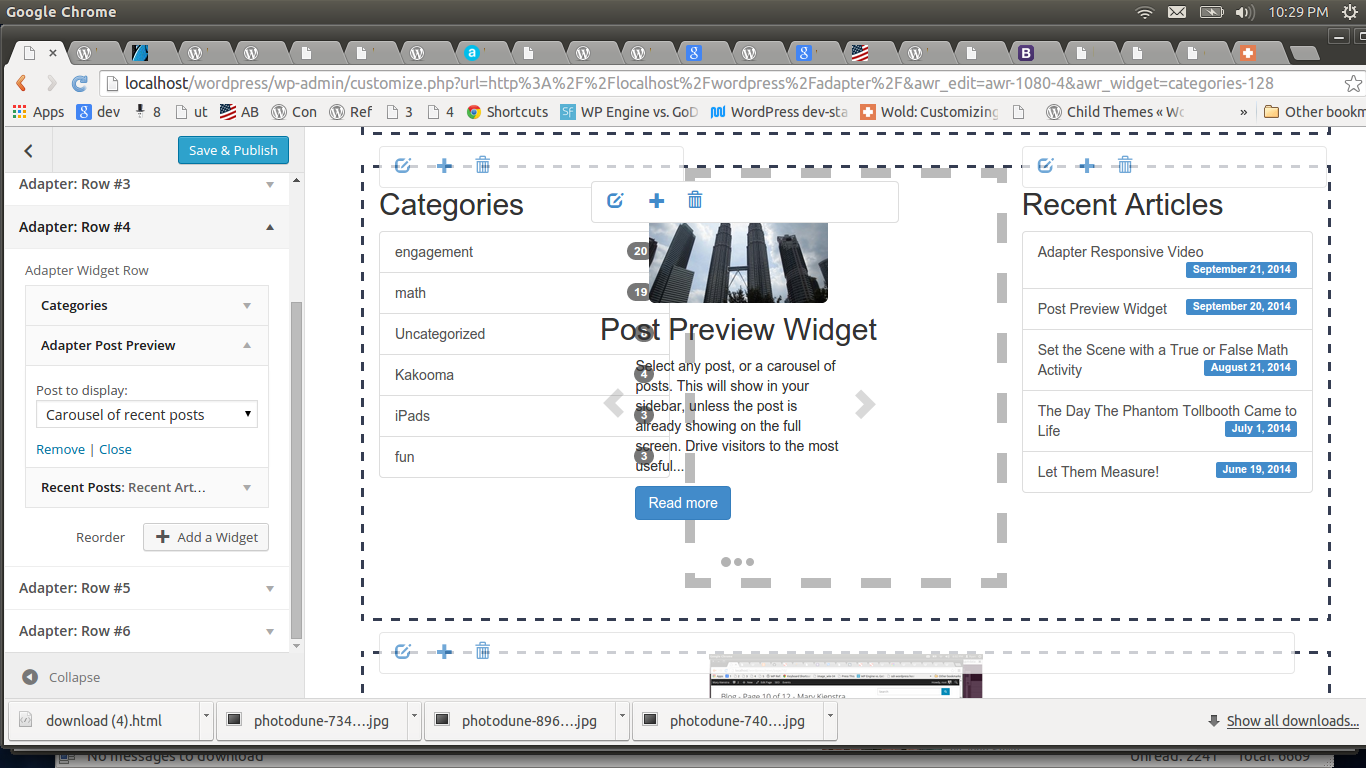 Google Chrome
10:29 PM
localhost/wordpress/wp-admin/customize.php?url=http%3A%2F%2Flocalhost%2Fwordpress%2Fadapter%2F&awr_edit=awr-1080-4&awr_widget=categories-128
Apps dev 8 ut AB Con Ref 3 4 Shortcuts WP Engine vs. GoD WordPress dev-sta Wold: Customizing Child Themes « Wo » Other bookm
Save & Publish
Adapter: Row #3
Adapter: Row #4
Adapter Widget Row
Categories
Adapter Post Preview
Post to display:
Carousel of recent posts
Remove | Close
Recent Posts: Recent Art…
Reorder
Add a Widget
Adapter: Row #5
Adapter: Row #6
Collapse
Categories
engagement 20
math 19
Uncategorized
Kakooma 4
iPads 3
fun 3
Post Preview Widget
Select any post, or a carousel of
posts. This will show in your
sidebar, unless the post is
already showing on the full
screen. Drive visitors to the most
useful...
Read more
Recent Articles
Adapter Responsive Video
September 21, 2014
Post Preview Widget September 20, 2014
Set the Scene with a True or False Math
Activity August 21, 2014
The Day The Phantom Tollbooth Came to
Life July 1, 2014
Let Them Measure! June 19, 2014
Blog - Page 10 of 12 - Mary Kienstra
download (4).html
photodune-734….jpg
photodune-896….jpg
photodune-740….jpg
Show all downloads...
No messages to download
Unread: 2241 Total: 6669